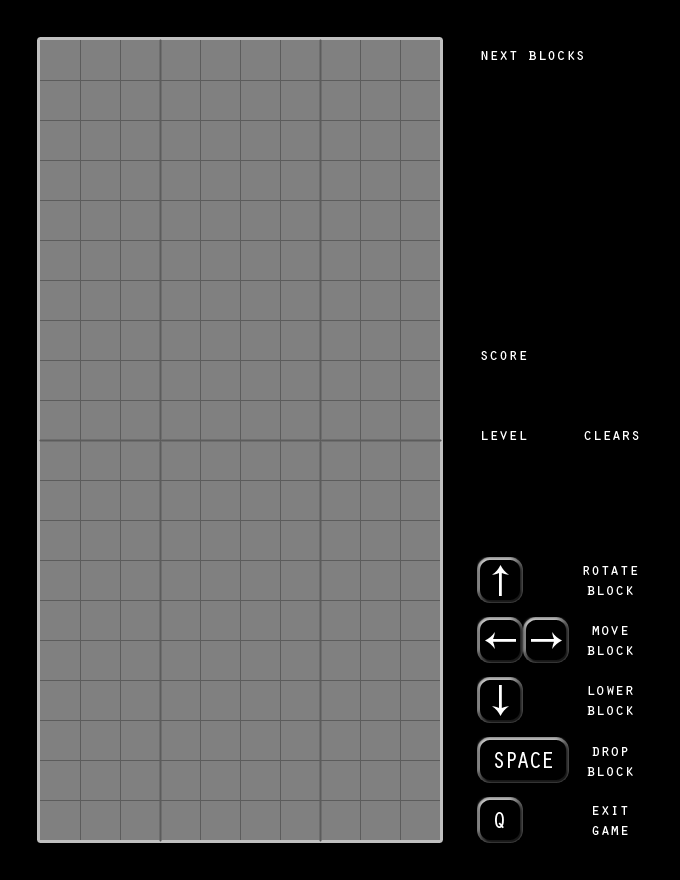 NEXT BLOCKS
SCORE
LEVEL CLEARS
↑ ROTATE
BLOCK
← → MOVE
BLOCK
↓ LOWER
BLOCK
SPACE DROP
BLOCK
Q EXIT
GAME